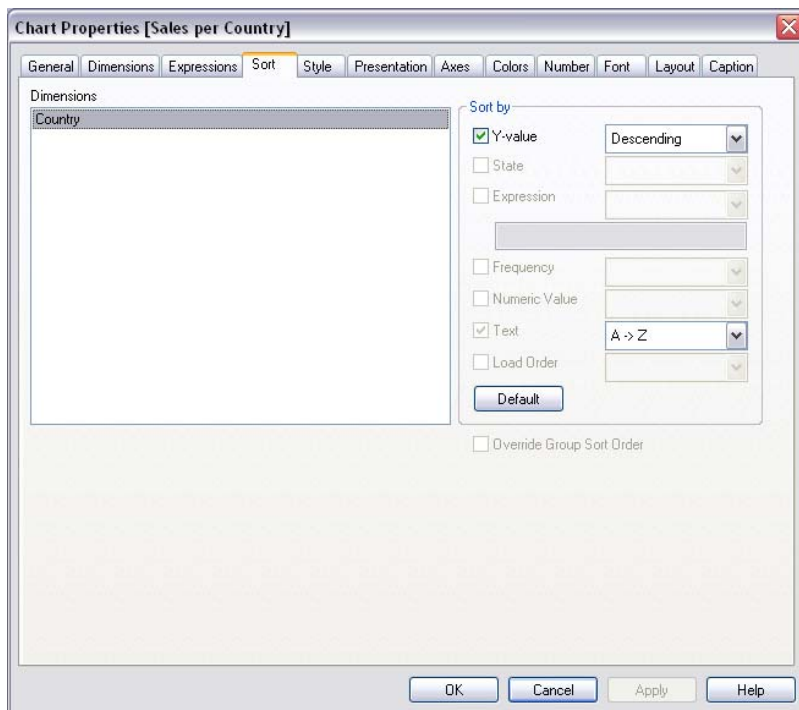 Chart Properties [Sales per Country]
General Dimensions Expressions Sort Style Presentation Axes Colors Number Font Layout Caption
Dimensions
Country
Sort by
Y-value Descending
State
Expression
Frequency
Numeric Value
Text A -> Z
Load Order
Default
Override Group Sort Order
OK Cancel Apply Help